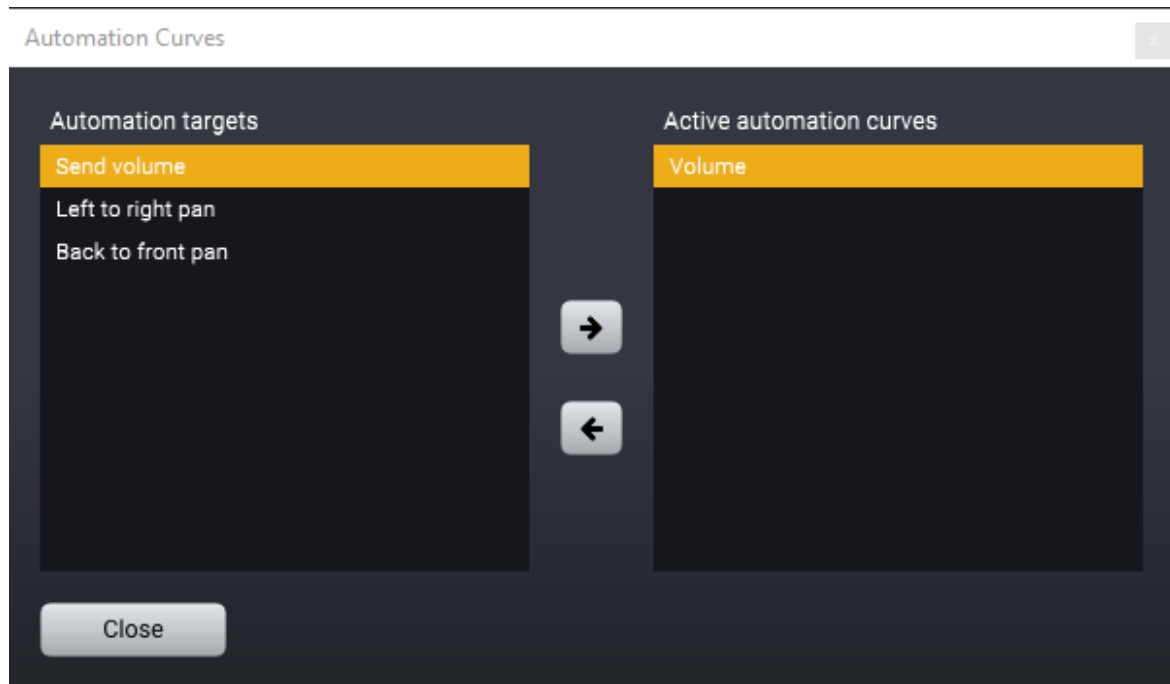 Automation Curves
x
Automation targets
Send volume
Left to right pan
Back to front pan
Active automation curves
Volume
Close